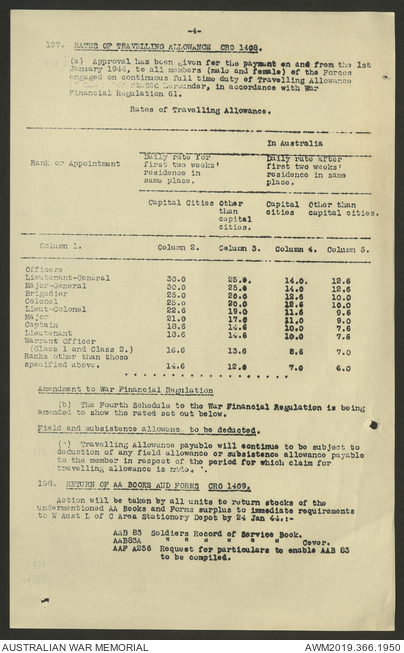 -4-
197. RATES OF TRAVELLING ALLOWANCE CRO 1408.
(a) Approval has been given for the payment on and from the 1st
January 1944, to all members (male and female) of the Forces
engaged on continuous full time duty of Travelling Allowance
stated hereunder, in accordance with War
Financial Regulation 61.
Rates of Travelling Allowance.
In Australia
Rank or Appointment Daily rate for first two weeks' residence in same place. Daily rate after first two weeks' residence in same place.
Capital Cities Other than capital cities. Capital cities Other than capital cities.
Column 1. Column 2. Column 3. Column 4. Column 5.
Officers
Lieutenant-General 30.0 25.0. 14.0. 12.6
Major-General 30.0 25.0 14.0 12.6
Brigadier 25.0 20.0 12.6 10.0
Colonel 25.0 20.0 12.6 10.0
Lieut-Colonel 22.6 19.0 11.6 9.6
Major 21.0 17.6 11.0 9.0
Captain 18.6 14.6 10.0 7.6
Lieutenant 14.6 10.0 7.6
Warrant Officer
(Class 1 and Class 2.) 13.6 8.6 7.0
Ranks other than those
specified above. 14.6 12.6 7.0 6.0
Amendment to War Financial Regulation
(b) The Fourth Schedule to the War Financial Regulation is being
amended to show the rates set out below.
Field and subsistence allowanc to be deducted.
Travelling Allowance payable will continue to be subject to
deduction of any field allowance or subsistence allowance payable
to the member in respect of the period for which claim for
travelling allowance is made.
198. RETURN OF AA BOOKS AND FORMS CRO 1409.
Action will be taken by all units to return stocks of the
undermentioned AA Books and Forms surplus to immediate requirements
to W Aust L of C Area Stationery Depot by 24 Jan 44.:-
AAB 83 Soldiers Record of Service Book.
AAB83A " " " " " " Cover.
AAF A256 Request for particulars to enable AAB 83
to be compiled.
AUSTRALIAN WAR MEMORIAL AWM2019.366.1950